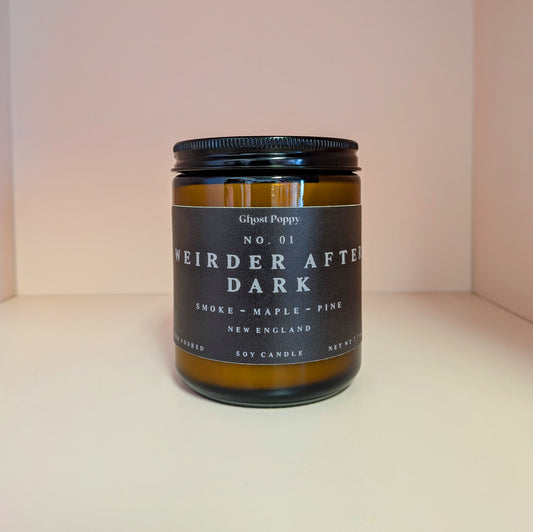 Ghost Poppy
NO. 01
WEIRDER AFTER
DARK
SMOKE - MAPLE - PINE
NEW ENGLAND
POURED
SOY CANDLE
NET WT